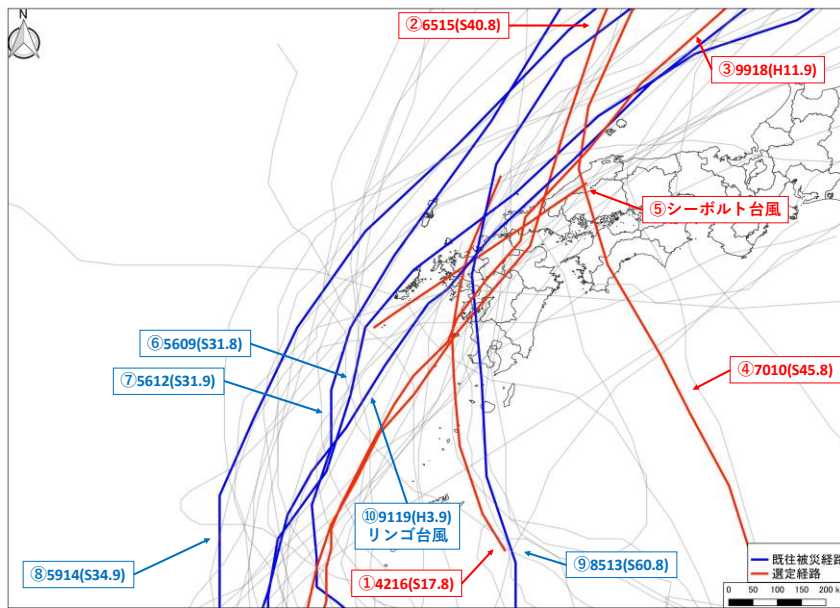 N
②6515(S40.8)
③9918(H11.9)
⑤シーボルト台風
⑥5609(S31.8)
⑦5612(S31.9)
④7010(S45.8)
⑩9119(H3.9)
リンゴ台風
⑧5914(S34.9)
①4216(S17.8)
⑨8513(S60.8)
既往被災経路
選定経路
0 50 100 150 200